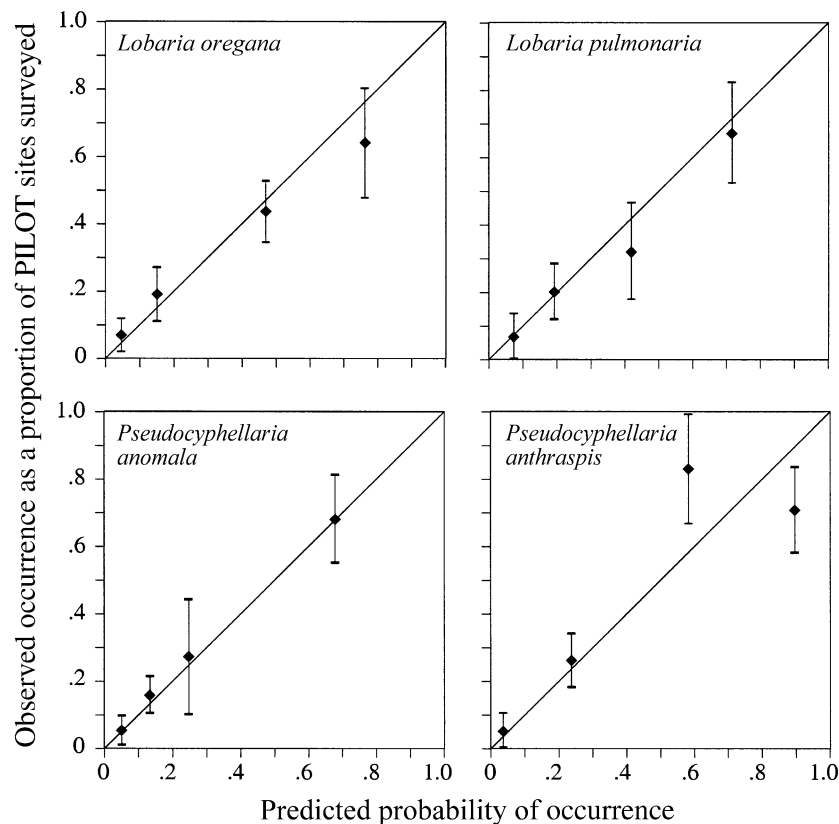 Observed occurrence as a proportion of PILOT sites surveyed
1.0
.8
.6
.4
.2
0
Lobaria oregana
Lobaria pulmonaria
1.0
.8
.6
.4
.2
0
Pseudocyphellaria
anomala
Pseudocyphellaria
anthraspis
0 .2 .4 .6 .8 1.0
0 .2 .4 .6 .8 1.0
Predicted probability of occurrence